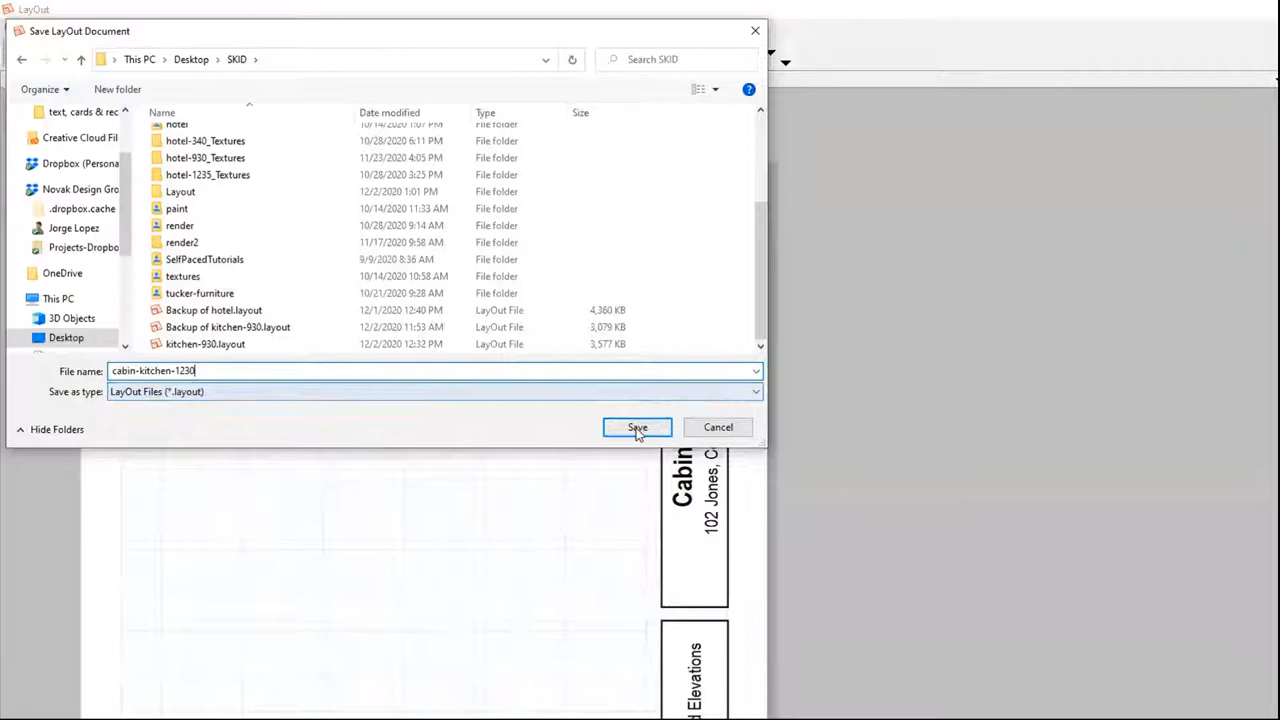 LayOut
Save LayOut Document
This PC > Desktop > SKID >
Search SKID
Organize
New folder
Name
Date modified
Type
Size
text, cards & rec
Creative Cloud Fil
Dropbox (Persona
Novak Design Gro
.dropbox.cache
Jorge Lopez
Projects-Dropbo
OneDrive
This PC
3D Objects
Desktop
hotel 10/14/2020 1:07 PM File folder
hotel-340_Textures 10/28/2020 6:11 PM File folder
hotel-930_Textures 11/23/2020 4:05 PM File folder
hotel-1235_Textures 10/28/2020 3:25 PM File folder
Layout 12/2/2020 1:01 PM File folder
paint 10/14/2020 11:33 AM File folder
render 10/28/2020 9:14 AM File folder
render2 11/17/2020 9:58 AM File folder
SelfPacedTutorials 9/9/2020 8:36 AM File folder
textures 10/14/2020 10:58 AM File folder
tucker-furniture 10/21/2020 9:28 AM File folder
Backup of hotel.layout 12/1/2020 12:40 PM LayOut File 4,360 KB
Backup of kitchen-930.layout 12/2/2020 11:53 AM LayOut File 3,079 KB
kitchen-930.layout 12/2/2020 12:32 PM LayOut File 3,577 KB
File name: cabin-kitchen-1230
Save as type: LayOut Files (*.layout)
Hide Folders
Save
Cancel
Cabin
102 Jones, C
d Elevations